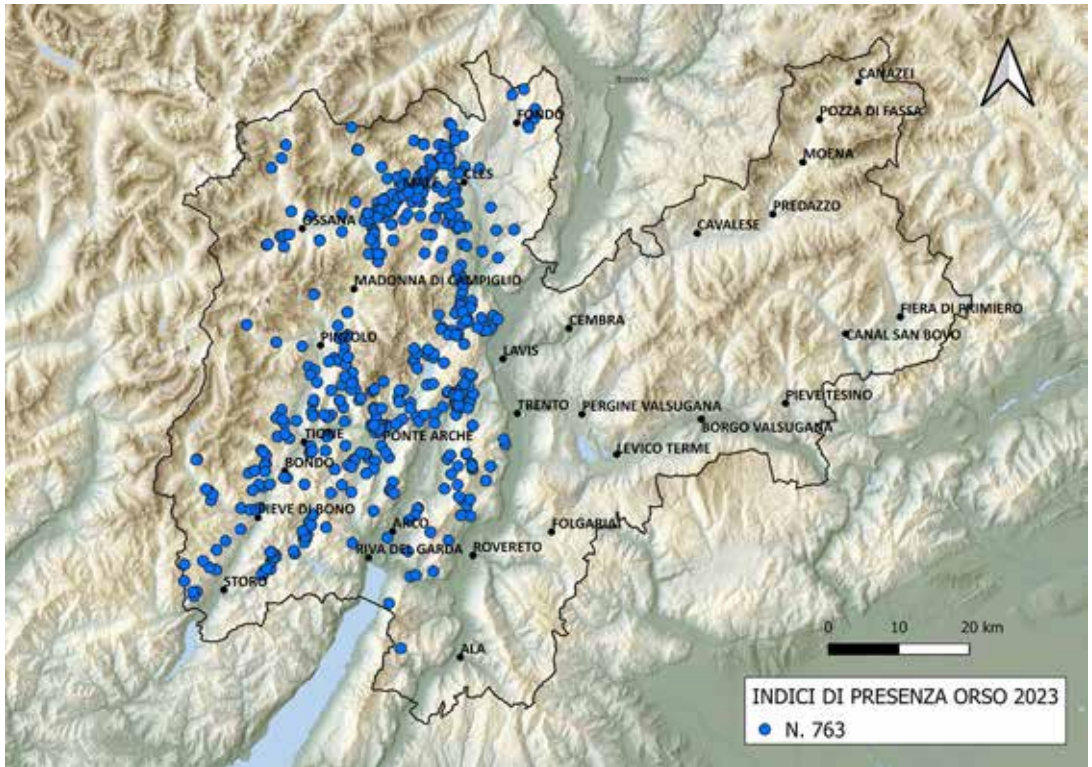 CANAZEI
POZZA DI FASSA
FONDO
MOENA
CLES
PREDAZZO
OSSANA
CAVALESE
MADONNA DI CAMPIGLIO
FIERA DI PRIMIERO
CEMBRA
CANAL SAN BOVO
PINZOLO
LAVIS
PIEVE TESINO
TRENTO
PERGINE VALSUGANA
BORGO VALSUGANA
TIONE
PONTE ARCHE
LEVICO TERME
BONDO
PIEVE DI BONO
ARCO
FOLGARIA
RIVA DEL GARDA
ROVERETO
STORO
0 10 20 km
ALA
INDICI DI PRESENZA ORSO 2023
N. 763